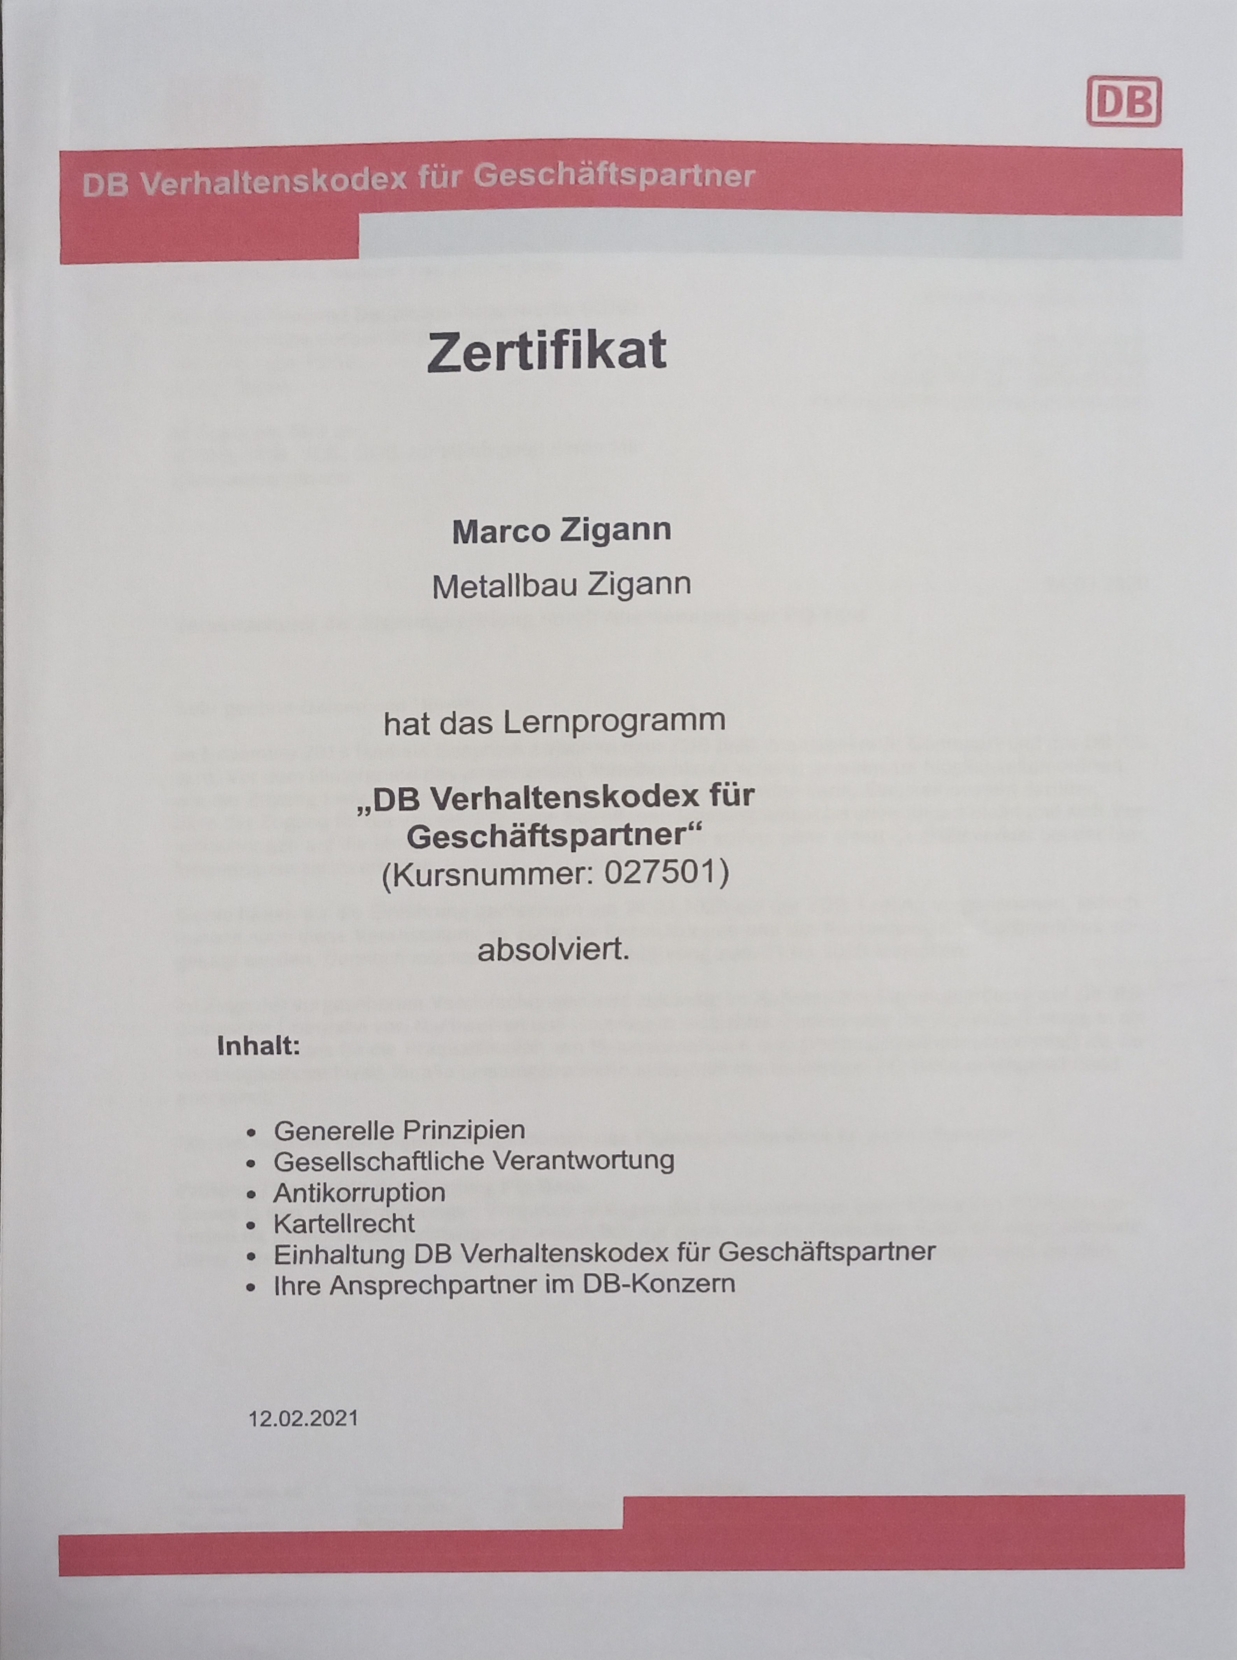 DB
DB Verhaltenskodex für Geschäftspartner
Zertifikat
Marco Zigann
Metallbau Zigann
hat das Lernprogramm
„DB Verhaltenskodex für
Geschäftspartner“
(Kursnummer: 027501)
absolviert.
Inhalt:
• Generelle Prinzipien
• Gesellschaftliche Verantwortung
• Antikorruption
• Kartellrecht
• Einhaltung DB Verhaltenskodex für Geschäftspartner
• Ihre Ansprechpartner im DB-Konzern
12.02.2021